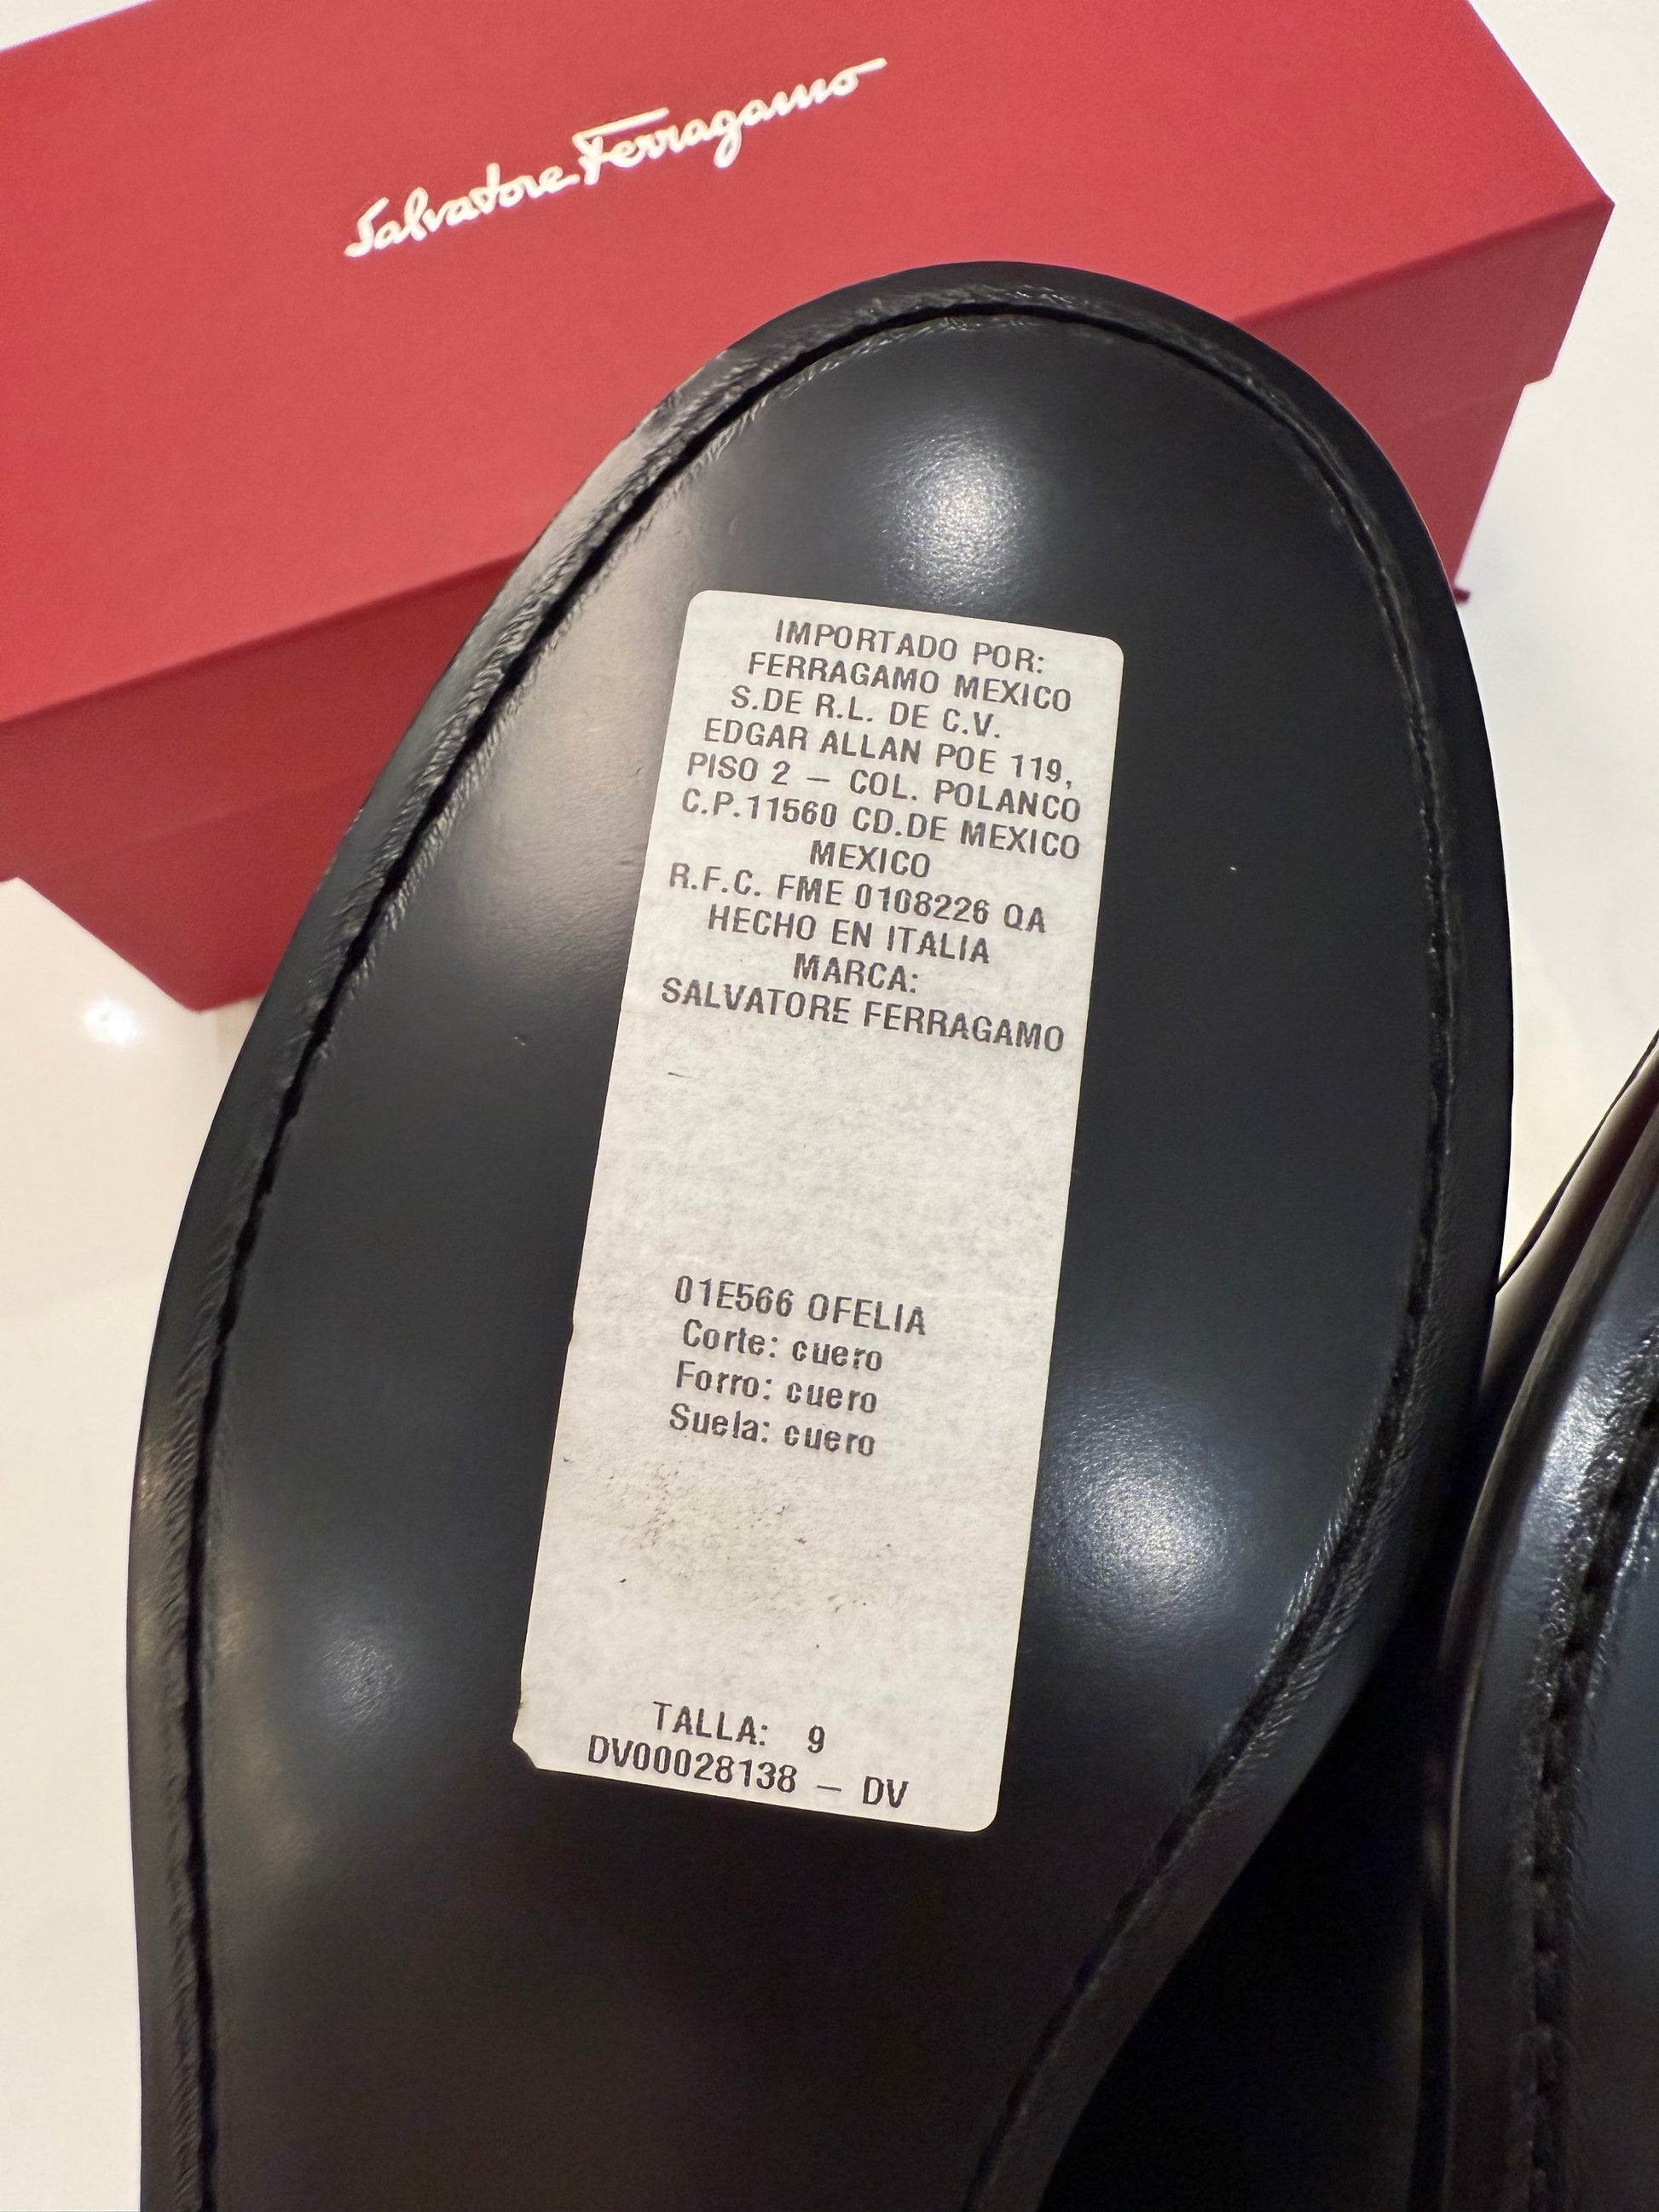 Salvatore Ferragamo
IMPORTADO POR:
FERRAGAMO MEXICO
S.DE R.L. DE C.V.
EDGAR ALLAN POE 119,
PISO 2 – COL. POLANCO
C.P.11560 CD.DE MEXICO
MEXICO
R.F.C. FME 0108226 QA
HECHO EN ITALIA
MARCA:
SALVATORE FERRAGAMO
01E566 OFELIA
Corte: cuero
Forro: cuero
Suela: cuero
TALLA: 9
DV00028138 – DV